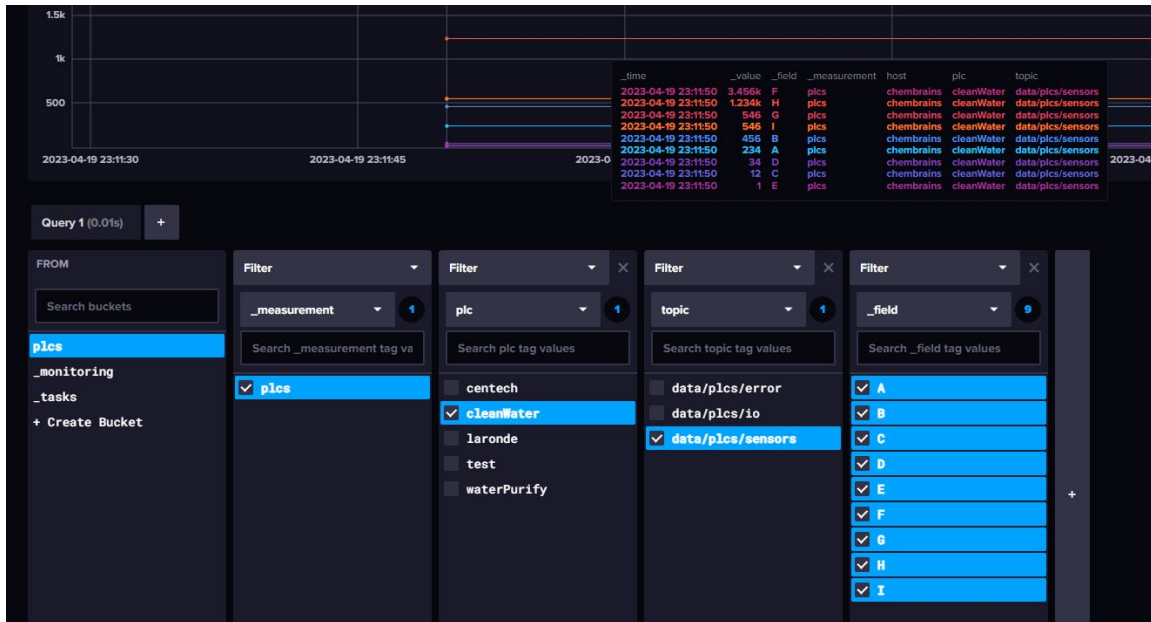 1.5k
1k
500
2023-04-19 23:11:30 2023-04-19 23:11:45 2023-0 2023-04
_time _value _field _measurement host plc topic
2023-04-19 23:11:50 3.456k F plcs chembrains cleanWater data/plcs/sensors
2023-04-19 23:11:50 1.234k H plcs chembrains cleanWater data/plcs/sensors
2023-04-19 23:11:50 546 G plcs chembrains cleanWater data/plcs/sensors
2023-04-19 23:11:50 546 I plcs chembrains cleanWater data/plcs/sensors
2023-04-19 23:11:50 456 B plcs chembrains cleanWater data/plcs/sensors
2023-04-19 23:11:50 234 A plcs chembrains cleanWater data/plcs/sensors
2023-04-19 23:11:50 34 D plcs chembrains cleanWater data/plcs/sensors
2023-04-19 23:11:50 12 C plcs chembrains cleanWater data/plcs/sensors
2023-04-19 23:11:50 1 E plcs chembrains cleanWater data/plcs/sensors
Query 1 (0.01s) +
FROM
Search buckets
plcs
_monitoring
_tasks
+ Create Bucket
Filter
_measurement 1
Search _measurement tag va
plcs
Filter
plc 1
Search plc tag values
centech
cleanWater
laronde
test
waterPurify
Filter
topic 1
Search topic tag values
data/plcs/error
data/plcs/io
data/plcs/sensors
Filter
_field 9
Search _field tag values
A
B
C
D
E
F
G
H
I
+